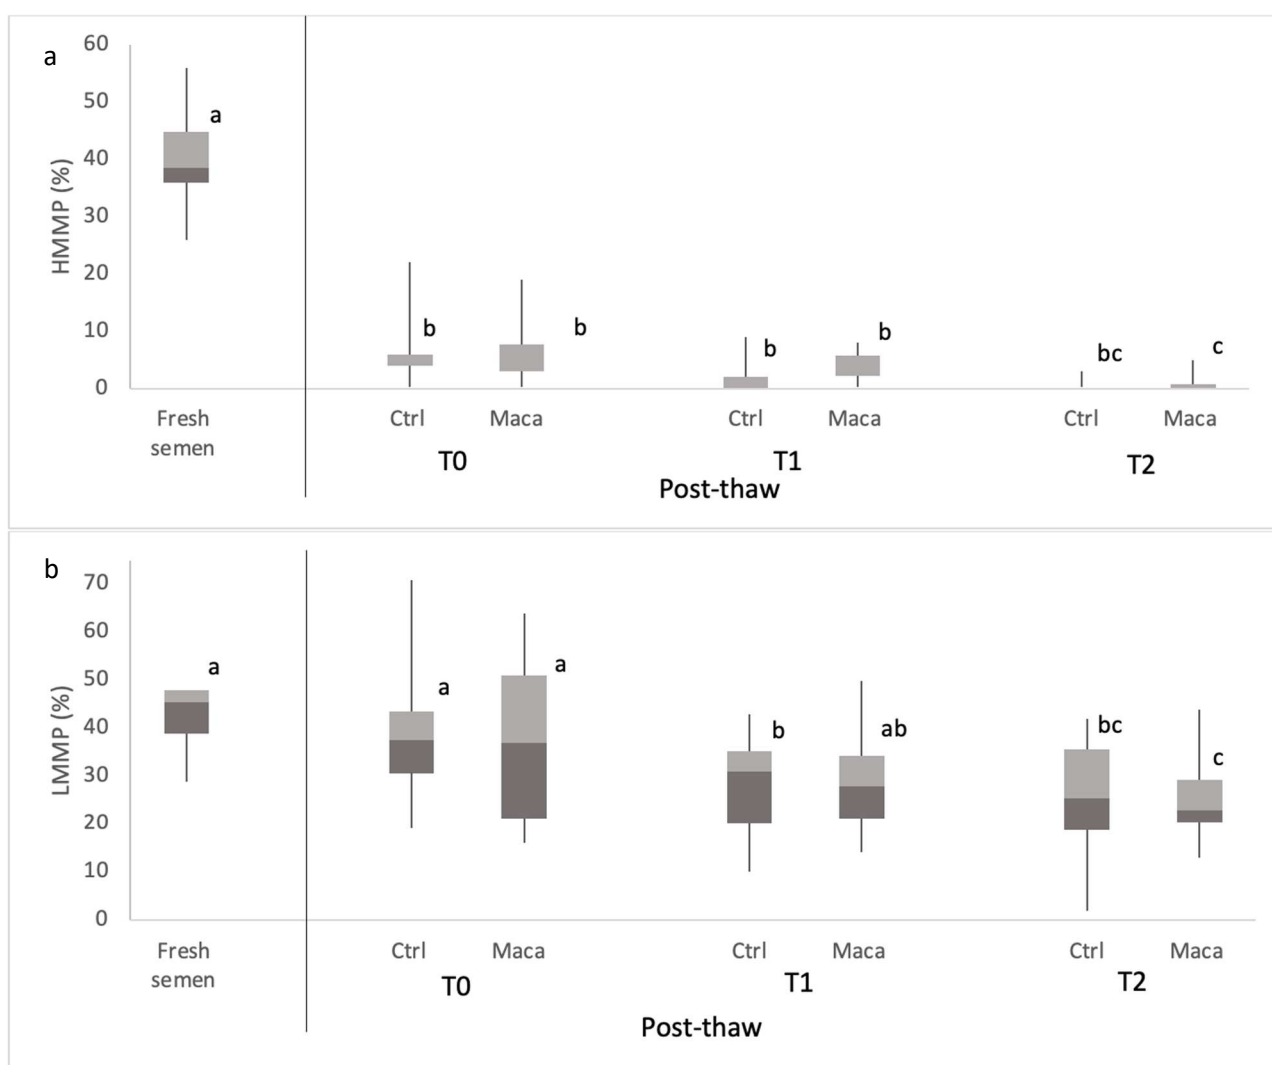 a
60
50
40
30
20
10
0
HMMP (%)
a
b
b
b
b
bc
c
Fresh semen
Ctrl
Maca
Ctrl
Maca
Ctrl
Maca
T0
T1
T2
Post-thaw
b
70
60
50
40
30
20
10
0
LMMP (%)
a
a
a
b
ab
bc
c
Fresh semen
Ctrl
Maca
Ctrl
Maca
Ctrl
Maca
T0
T1
T2
Post-thaw